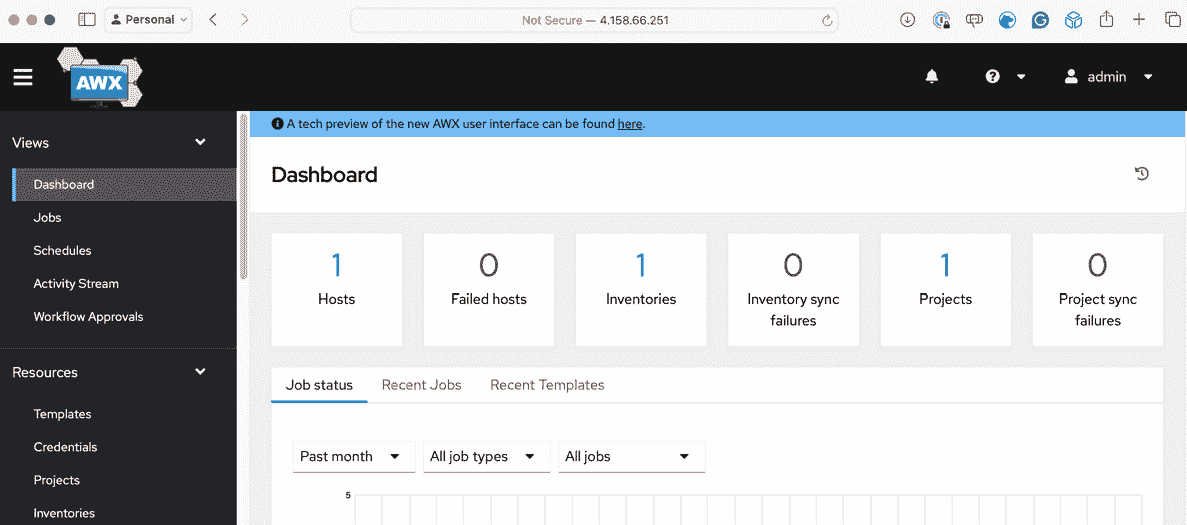 Personal
Not Secure — 4.158.66.251
AWX
admin
Views
Dashboard
Jobs
Schedules
Activity Stream
Workflow Approvals
Resources
Templates
Credentials
Projects
Inventories
A tech preview of the new AWX user interface can be found here.
Dashboard
1
Hosts
0
Failed hosts
1
Inventories
0
Inventory sync
failures
1
Projects
0
Project sync
failures
Job status Recent Jobs Recent Templates
Past month All job types All jobs
5